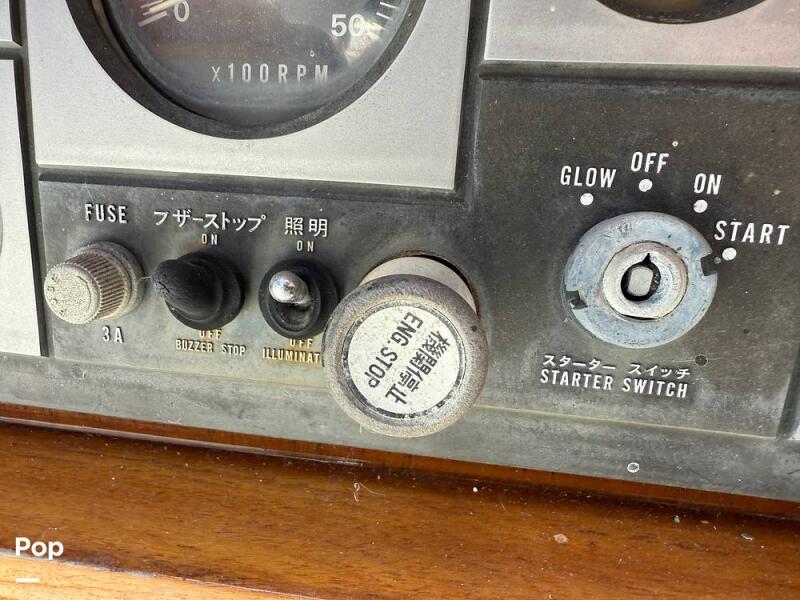 0
50
x100RPM
FUSE
ブザーストップ
照明
ON
ON
3A
OFF
OFF
BUZZER STOP
機関停止
ENG. STOP
GLOW
OFF
ON
START
スターター スイッチ
STARTER SWITCH
Pop